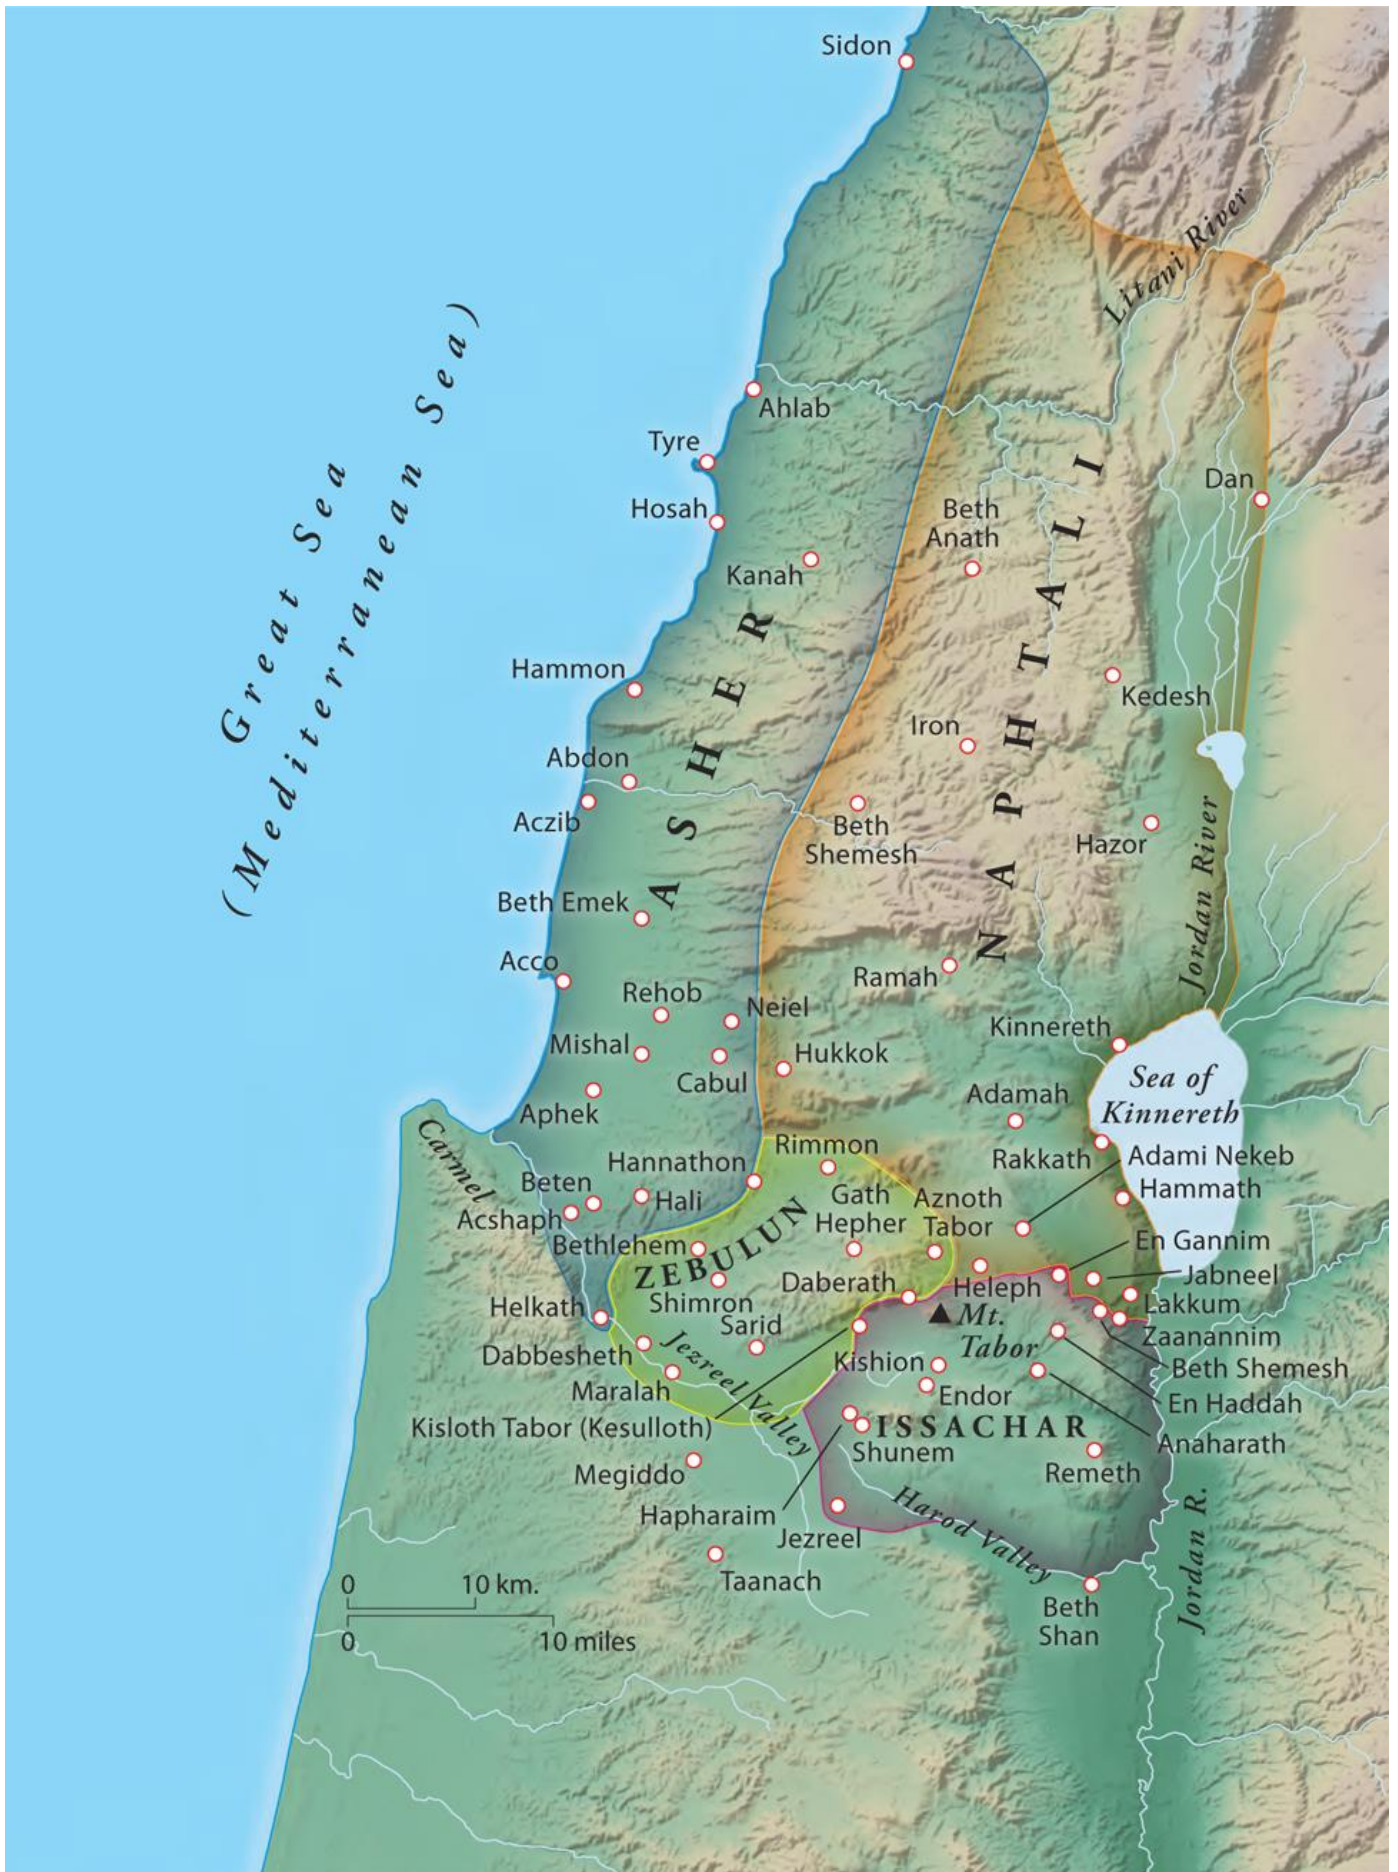 Sidon
Litani River
Great Sea
(Mediterranean Sea)
Ahlab
Tyre
Hosah
Kanah
Dan
Beth
Anath
NAPHTALI
ASHER
Hammon
Kedesh
Iron
Abdon
Aczib
Beth
Shemesh
Hazor
Jordan River
Beth Emek
Acco
Ramah
Rehob
Neiel
Kinnereth
Mishal
Hukkok
Cabul
Sea of
Kinnereth
Aphek
Adamah
Carmel
Rimmon
Rakkath
Adami Nekeb
Hannathon
Hammath
Beten
Hali
Gath
Hepher
Aznoth
Tabor
Acshaph
Bethlehem
ZEBULUN
En Gannim
Shimron
Daberath
Heleph
Jabneel
Helkath
Sarid
Mt.
Tabor
Lakkum
Zaanannim
Dabbesheth
Jezreel Valley
Kishion
Beth Shemesh
Maralah
Endor
En Haddah
Kisloth Tabor (Kesulloth)
ISSACHAR
Shunem
Anaharath
Megiddo
Remeth
Hapharaim
Harod Valley
Jezreel
Jordan R.
Taanach
0 10 km.
Beth
Shan
0 10 miles